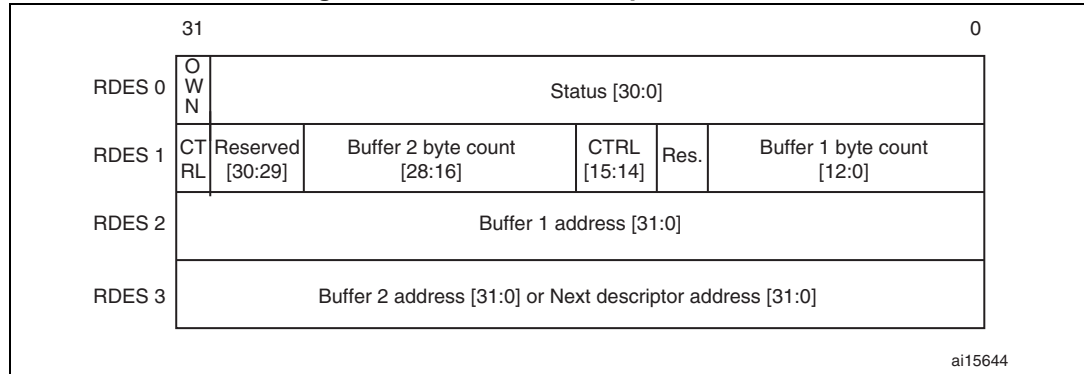 31 0
RDES 0
O
W
N
Status [30:0]
RDES 1
CT
RL
Reserved
[30:29]
Buffer 2 byte count
[28:16]
CTRL
[15:14]
Res.
Buffer 1 byte count
[12:0]
RDES 2
Buffer 1 address [31:0]
RDES 3
Buffer 2 address [31:0] or Next descriptor address [31:0]
ai15644